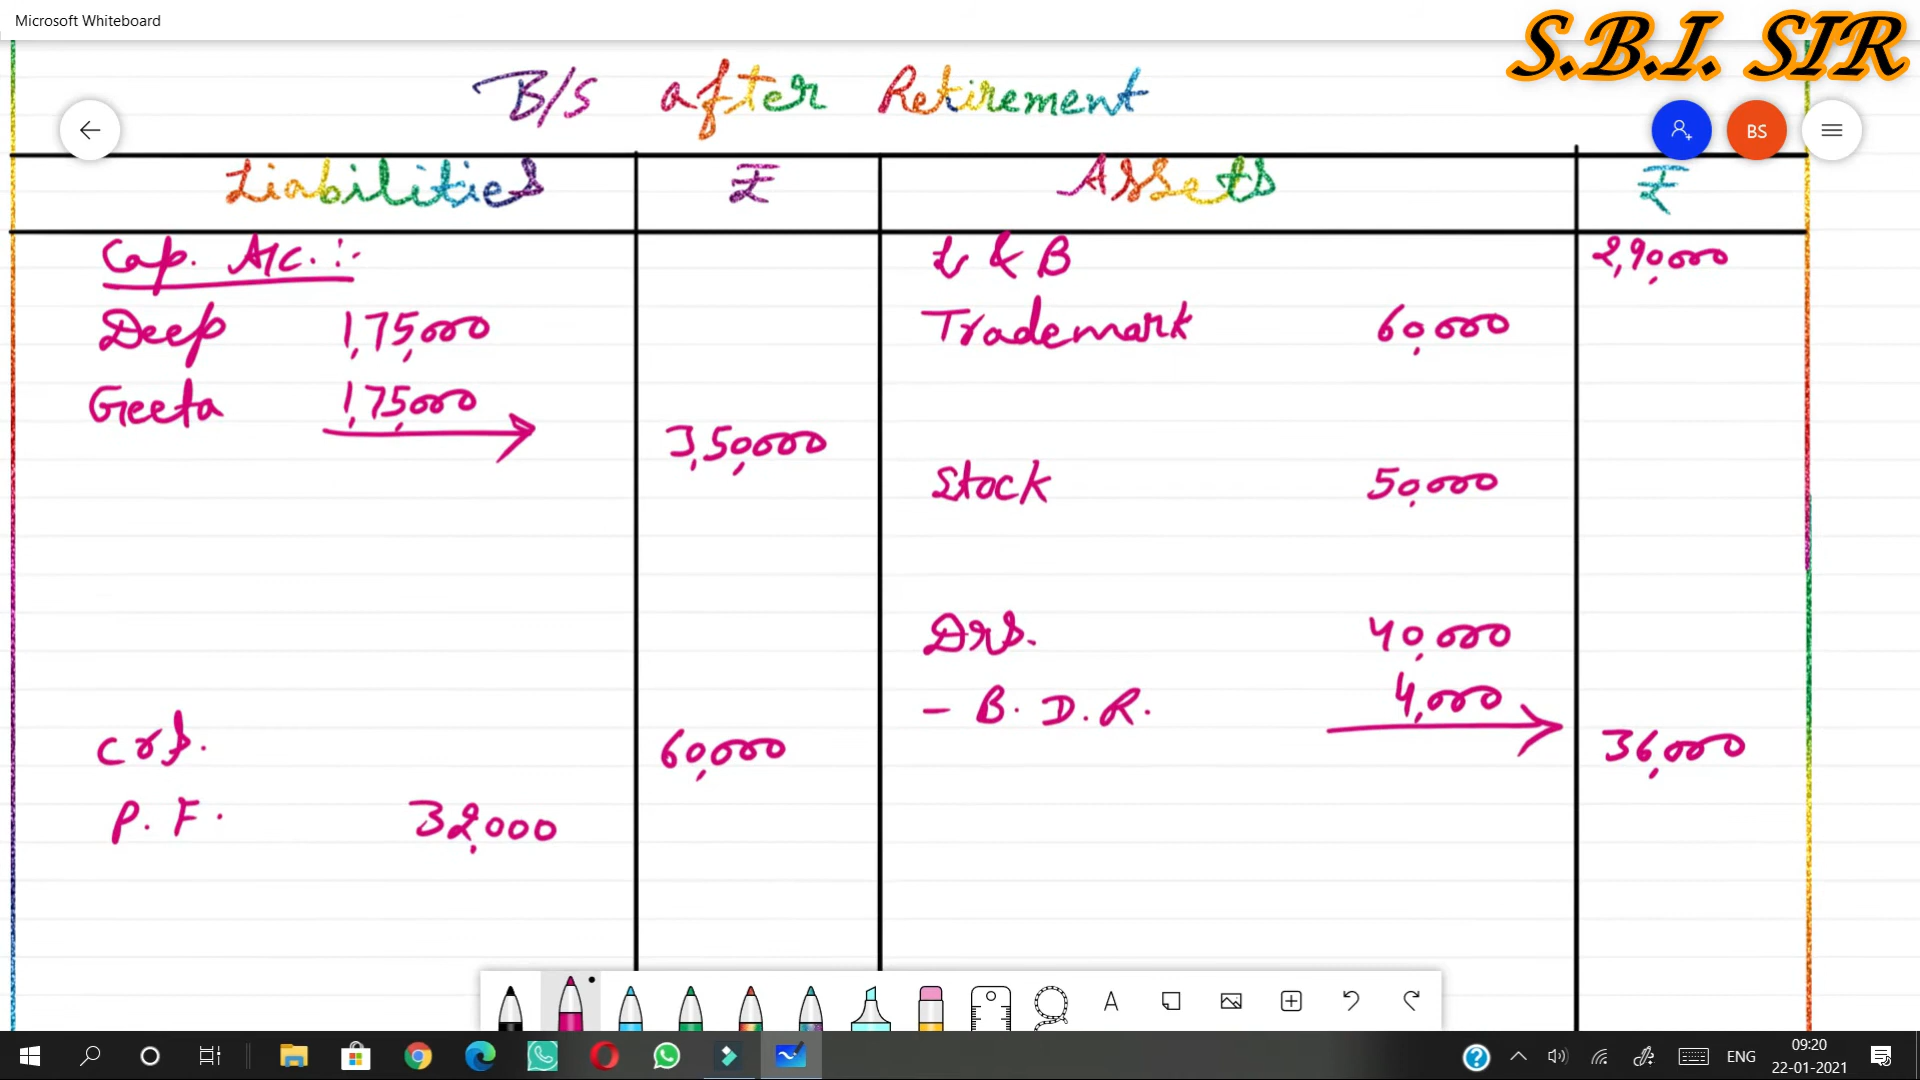 Microsoft Whiteboard
S.B.I. SIR
B/S after Retirement
BS
Liabilities ₹ Assets ₹
Cap. A/C. :- L & B 2,90,000
Deep 1,75,000 Trademark 60,000
Geeta 1,75,000
3,50,000
Stock 50,000
Drs. 40,000
- B. D. R. 4,000
Crs. 60,000 36,000
P. F. 32,000
ENG
09:20
22-01-2021